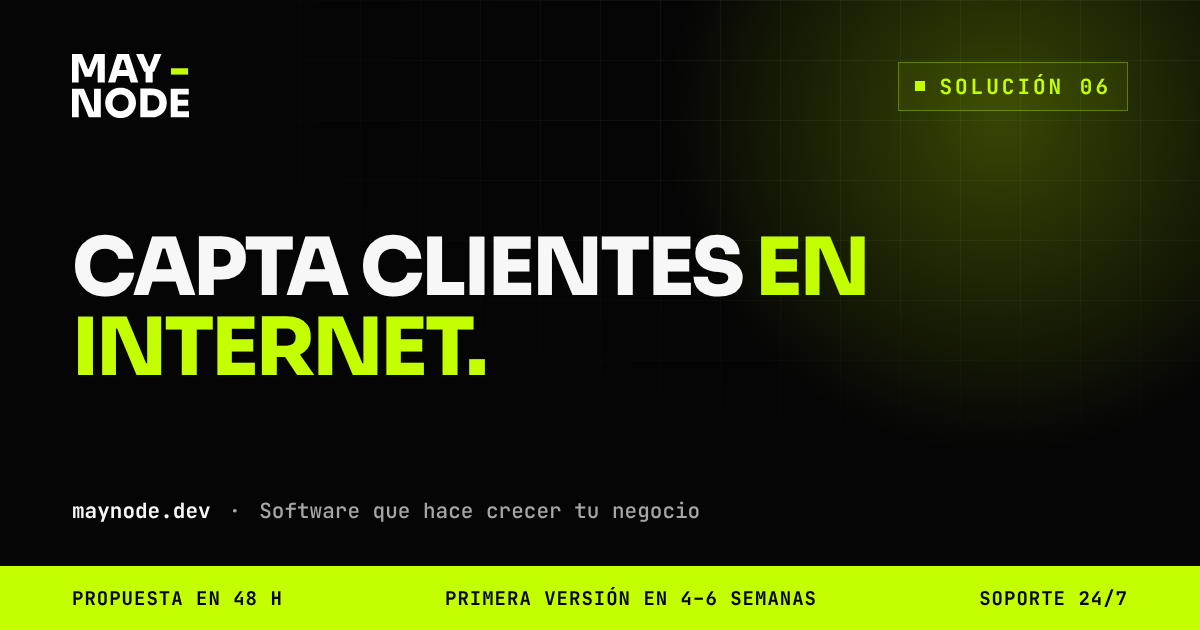 MAY –
NODE
SOLUCIÓN 06
CAPTA CLIENTES EN
INTERNET.
maynode.dev · Software que hace crecer tu negocio
PROPUESTA EN 48 H
PRIMERA VERSIÓN EN 4–6 SEMANAS
SOPORTE 24/7